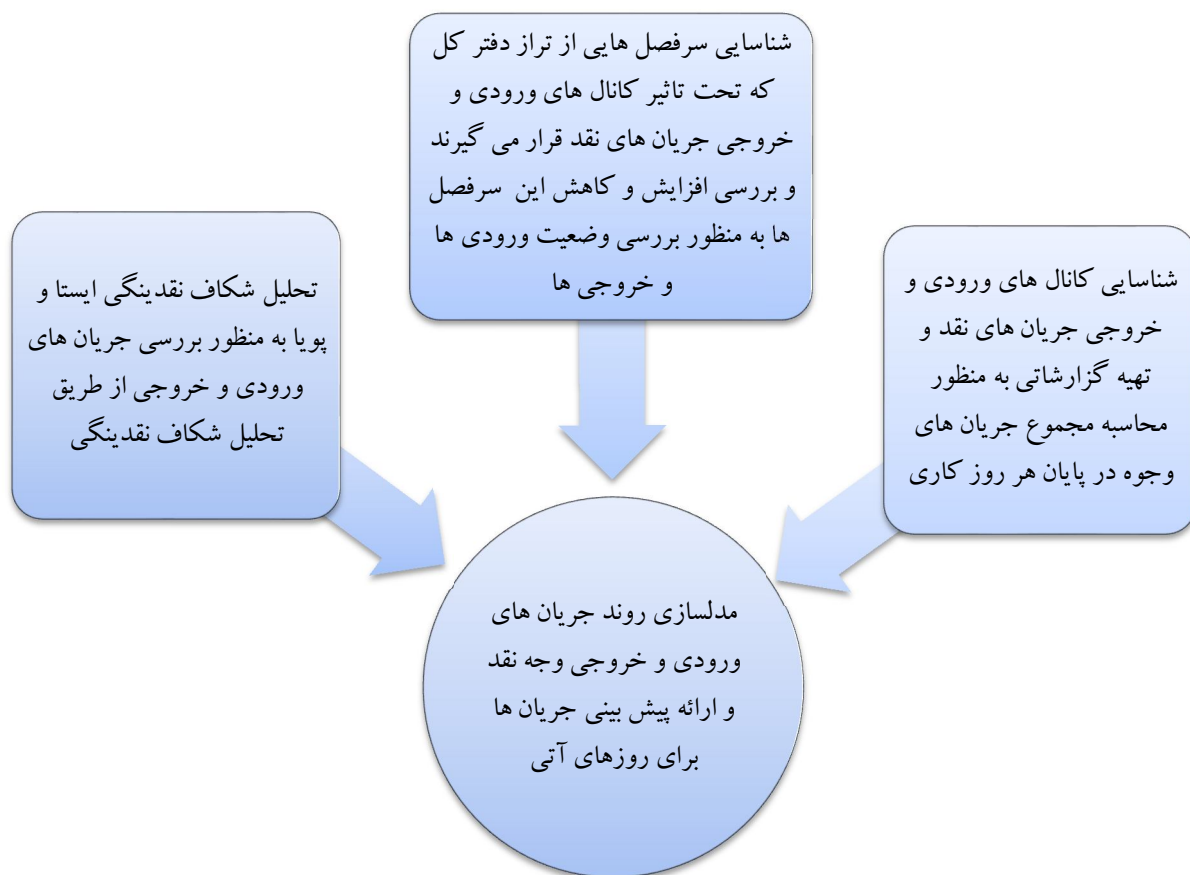 شناسایی سرفصل هایی از تراز دفتر کل
که تحت تاثیر کانال های ورودی و
خروجی جریان های نقد قرار می گیرند
و بررسی افزایش و کاهش این سرفصل
ها به منظور بررسی وضعیت ورودی ها
و خروجی ها
شناسایی کانال های ورودی و
خروجی جریان های نقد و
تهیه گزارشاتی به منظور
محاسبه مجموع جریان های
وجوه در پایان هر روز کاری
تحلیل شکاف نقدینگی ایستا و
پویا به منظور بررسی جریان های
ورودی و خروجی از طریق
تحلیل شکاف نقدینگی
مدلسازی روند جریان های
ورودی و خروجی وجه نقد
و ارائه پیش بینی جریان ها
برای روزهای آتی